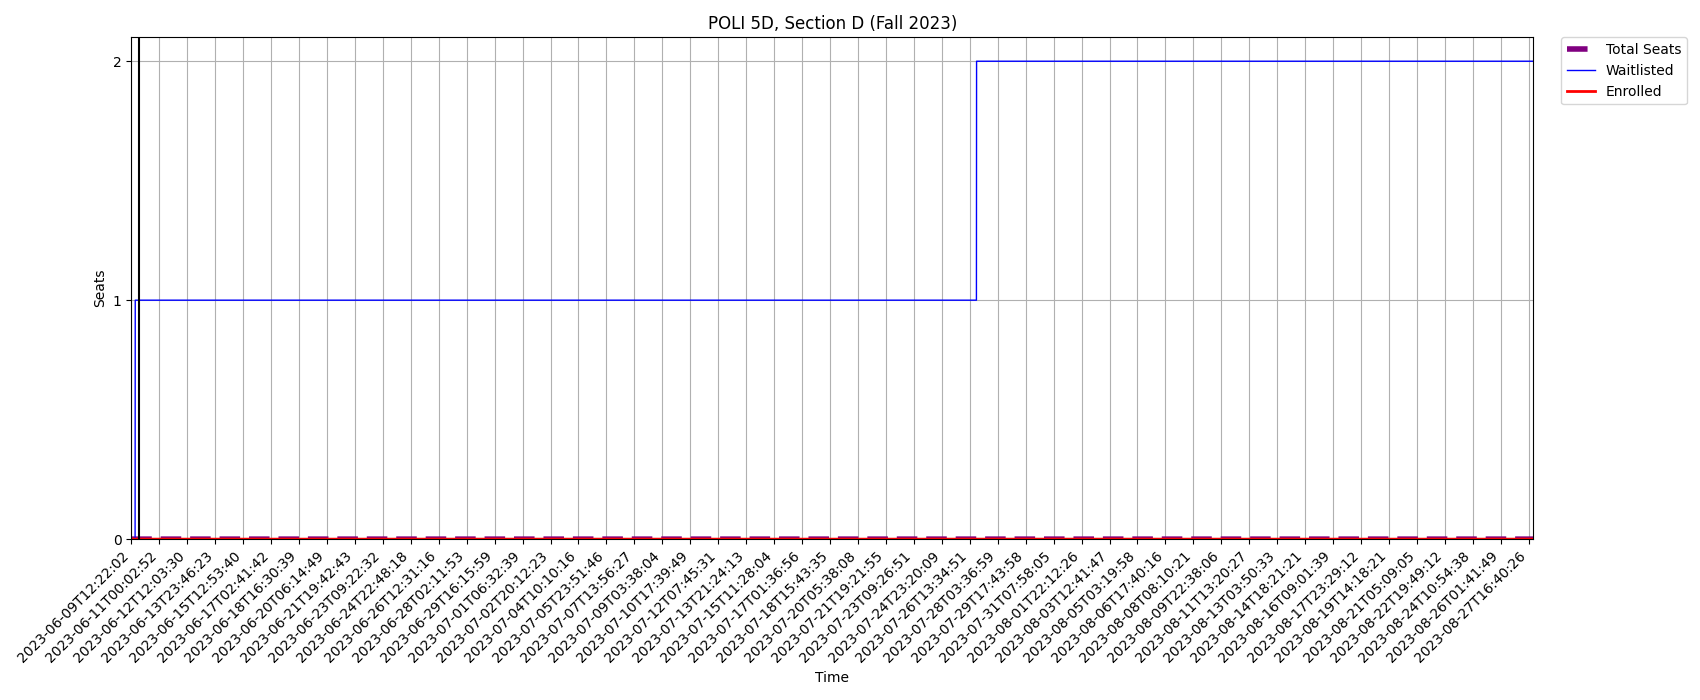 POLI 5D, Section D (Fall 2023)
Total Seats
Waitlisted
Enrolled
Seats
2
1
0
2023-06-09T12:22:02
2023-06-11T00:02:52
2023-06-12T12:03:30
2023-06-13T23:46:23
2023-06-15T12:53:40
2023-06-17T02:41:42
2023-06-18T16:30:39
2023-06-20T06:14:49
2023-06-21T19:42:43
2023-06-23T09:22:32
2023-06-24T22:48:18
2023-06-26T12:31:16
2023-06-28T02:11:53
2023-06-29T16:15:59
2023-07-01T06:32:39
2023-07-02T20:12:23
2023-07-04T10:10:16
2023-07-05T23:51:46
2023-07-07T13:56:27
2023-07-09T03:38:04
2023-07-10T17:39:49
2023-07-12T07:45:31
2023-07-13T21:24:13
2023-07-15T11:28:04
2023-07-17T01:36:56
2023-07-18T15:43:35
2023-07-20T05:38:08
2023-07-21T19:21:55
2023-07-23T09:26:51
2023-07-24T23:20:09
2023-07-26T13:34:51
2023-07-28T03:36:59
2023-07-29T17:43:58
2023-07-31T07:58:05
2023-08-01T22:12:26
2023-08-03T12:41:47
2023-08-05T03:19:58
2023-08-06T17:40:16
2023-08-08T08:10:21
2023-08-09T22:38:06
2023-08-11T13:20:27
2023-08-13T03:50:33
2023-08-14T18:21:21
2023-08-16T09:01:39
2023-08-17T23:29:12
2023-08-19T14:18:21
2023-08-21T05:09:05
2023-08-22T19:49:12
2023-08-24T10:54:38
2023-08-26T01:41:49
2023-08-27T16:40:26
Time